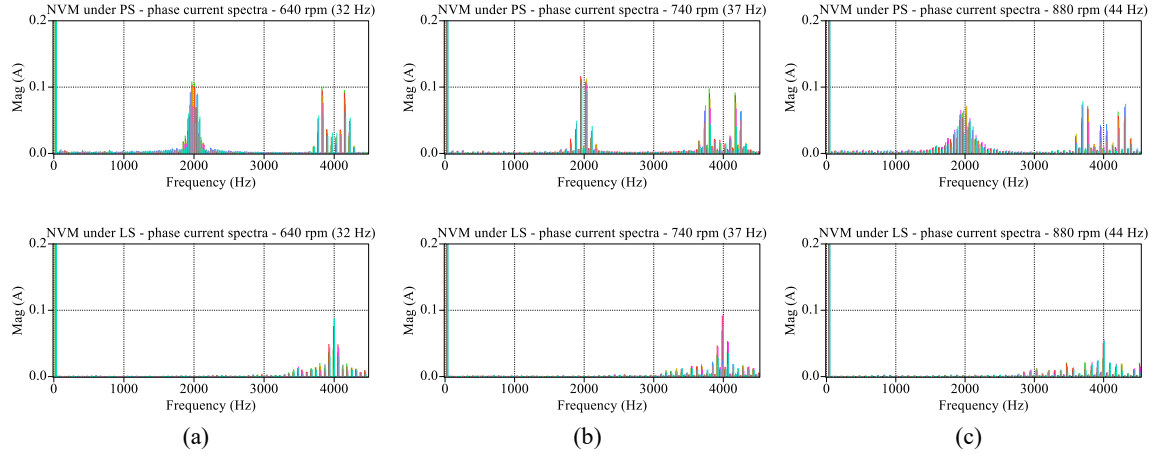 NVM under PS - phase current spectra - 640 rpm (32 Hz)
0.2
0.1
0.0
Mag (A)
0 1000 2000 3000 4000
Frequency (Hz)
NVM under PS - phase current spectra - 740 rpm (37 Hz)
0.2
0.1
0.0
Mag (A)
0 1000 2000 3000 4000
Frequency (Hz)
NVM under PS - phase current spectra - 880 rpm (44 Hz)
0.2
0.1
0.0
Mag (A)
0 1000 2000 3000 4000
Frequency (Hz)
NVM under LS - phase current spectra - 640 rpm (32 Hz)
0.2
0.1
0.0
Mag (A)
0 1000 2000 3000 4000
Frequency (Hz)
NVM under LS - phase current spectra - 740 rpm (37 Hz)
0.2
0.1
0.0
Mag (A)
0 1000 2000 3000 4000
Frequency (Hz)
NVM under LS - phase current spectra - 880 rpm (44 Hz)
0.2
0.1
0.0
Mag (A)
0 1000 2000 3000 4000
Frequency (Hz)
(a)
(b)
(c)